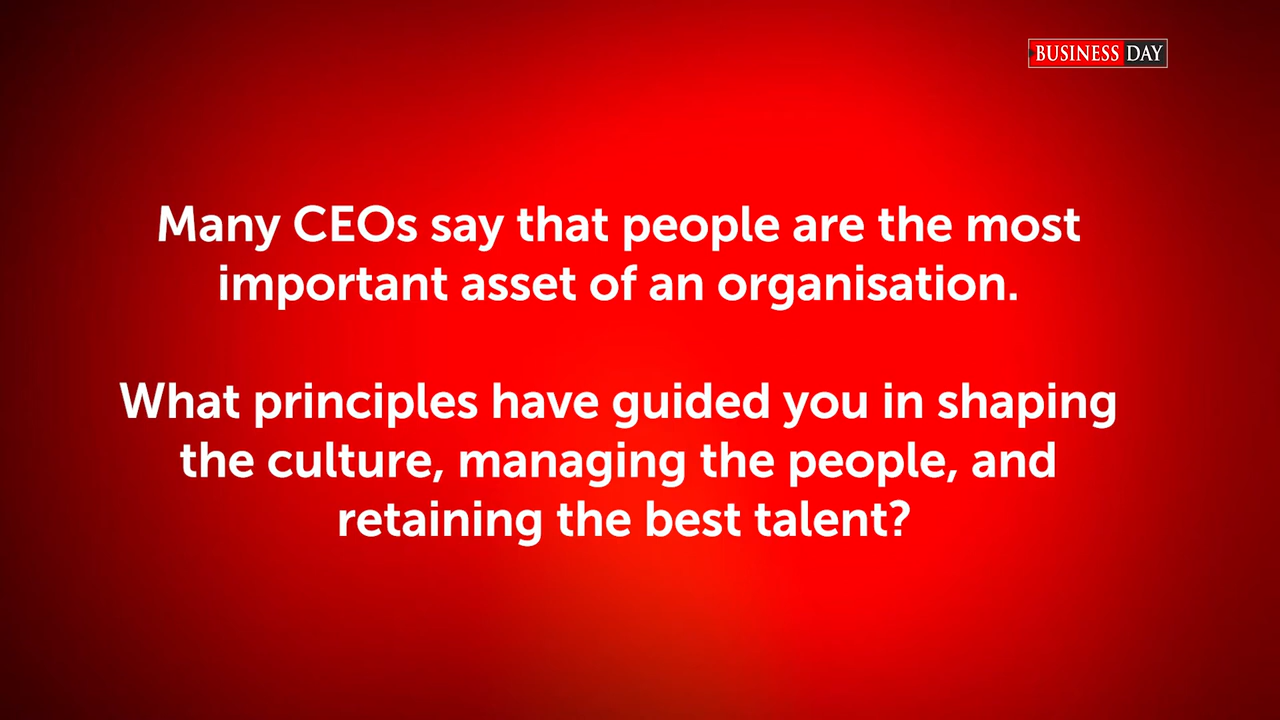 BUSINESS DAY
Many CEOs say that people are the most
important asset of an organisation.
What principles have guided you in shaping
the culture, managing the people, and
retaining the best talent?